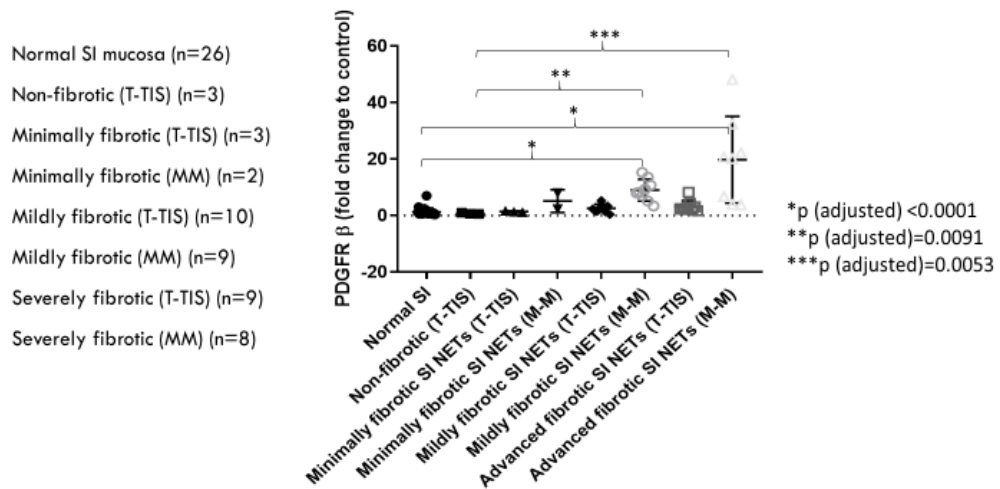 Normal SI mucosa (n=26)
Non-fibrotic (T-TIS) (n=3)
Minimally fibrotic (T-TIS) (n=3)
Minimally fibrotic (MM) (n=2)
Mildly fibrotic (T-TIS) (n=10)
Mildly fibrotic (MM) (n=9)
Severely fibrotic (T-TIS) (n=9)
Severely fibrotic (MM) (n=8)
PDGFR β (fold change to control)
60
40
20
0
-20
***
**
*
*
Normal SI
Non-fibrotic (T-TIS)
Minimally fibrotic SI NETs (T-TIS)
Minimally fibrotic SI NETs (M-M)
Mildly fibrotic SI NETs (T-TIS)
Mildly fibrotic SI NETs (M-M)
Advanced fibrotic SI NETs (T-TIS)
Advanced fibrotic SI NETs (M-M)
*p (adjusted) <0.0001
**p (adjusted)=0.0091
***p (adjusted)=0.0053